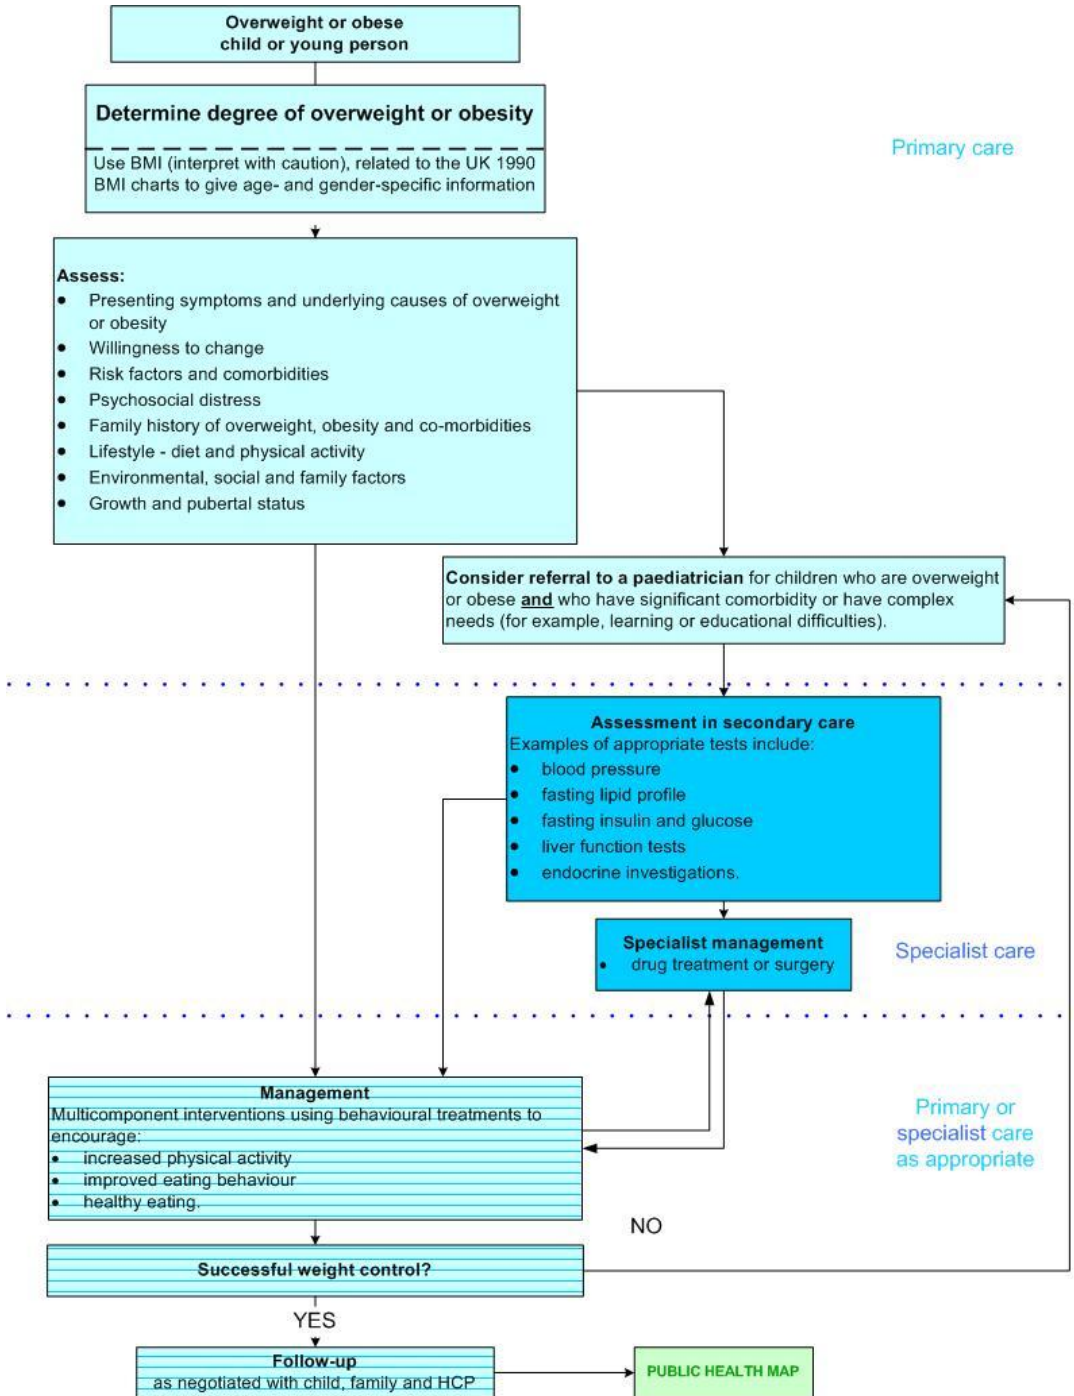 Overweight or obese
child or young person
Determine degree of overweight or obesity
Use BMI (interpret with caution), related to the UK 1990
BMI charts to give age- and gender-specific information
Primary care
Assess:
• Presenting symptoms and underlying causes of overweight
or obesity
• Willingness to change
• Risk factors and comorbidities
• Psychosocial distress
• Family history of overweight, obesity and co-morbidities
• Lifestyle - diet and physical activity
• Environmental, social and family factors
• Growth and pubertal status
Consider referral to a paediatrician for children who are overweight
or obese and who have significant comorbidity or have complex
needs (for example, learning or educational difficulties).
Assessment in secondary care
Examples of appropriate tests include:
• blood pressure
• fasting lipid profile
• fasting insulin and glucose
• liver function tests
• endocrine investigations.
Specialist management
• drug treatment or surgery
Specialist care
Management
Multicomponent interventions using behavioural treatments to
encourage:
• increased physical activity
• improved eating behaviour
• healthy eating.
Primary or
specialist care
as appropriate
NO
Successful weight control?
YES
Follow-up
as negotiated with child, family and HCP
PUBLIC HEALTH MAP